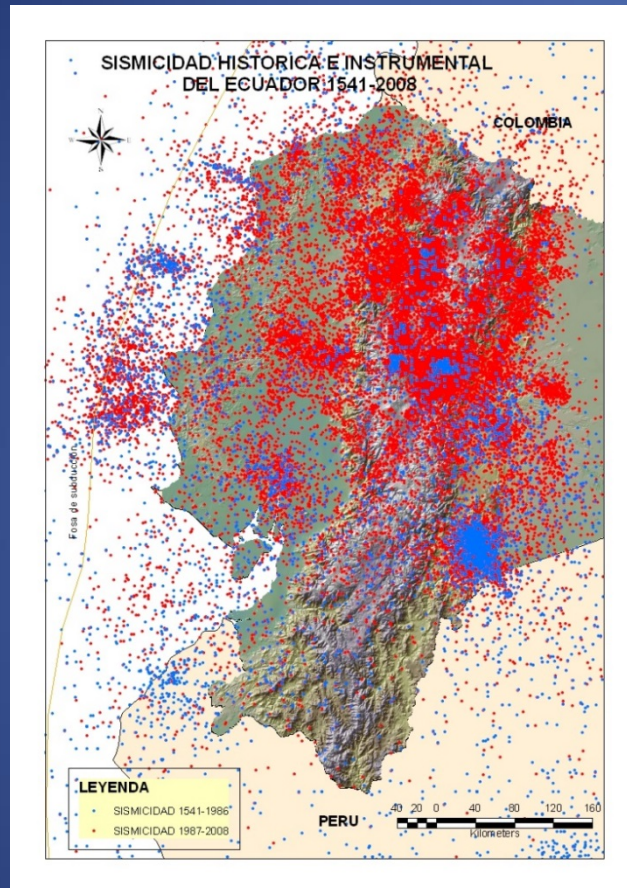 SISMICIDAD HISTORICA E INSTRUMENTAL
DEL ECUADOR 1541-2008
N
W
E
S
COLOMBIA
Fosa de subducción
LEYENDA
SISMICIDAD 1541-1986
SISMICIDAD 1987-2008
PERU
40 20 0 40 80 120 160
Kilometers